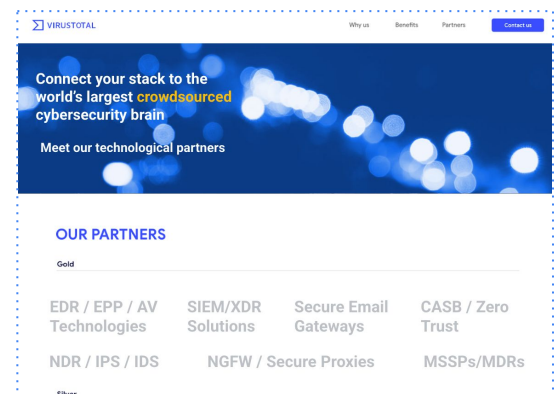 VIRUSTOTAL
Why us Benefits Partners Contact us
Connect your stack to the
world's largest crowdsourced
cybersecurity brain
Meet our technological partners
OUR PARTNERS
Gold
EDR / EPP / AV
Technologies
SIEM/XDR
Solutions
Secure Email
Gateways
CASB / Zero
Trust
NDR / IPS / IDS
NGFW / Secure Proxies
MSSPs/MDRs
Silver